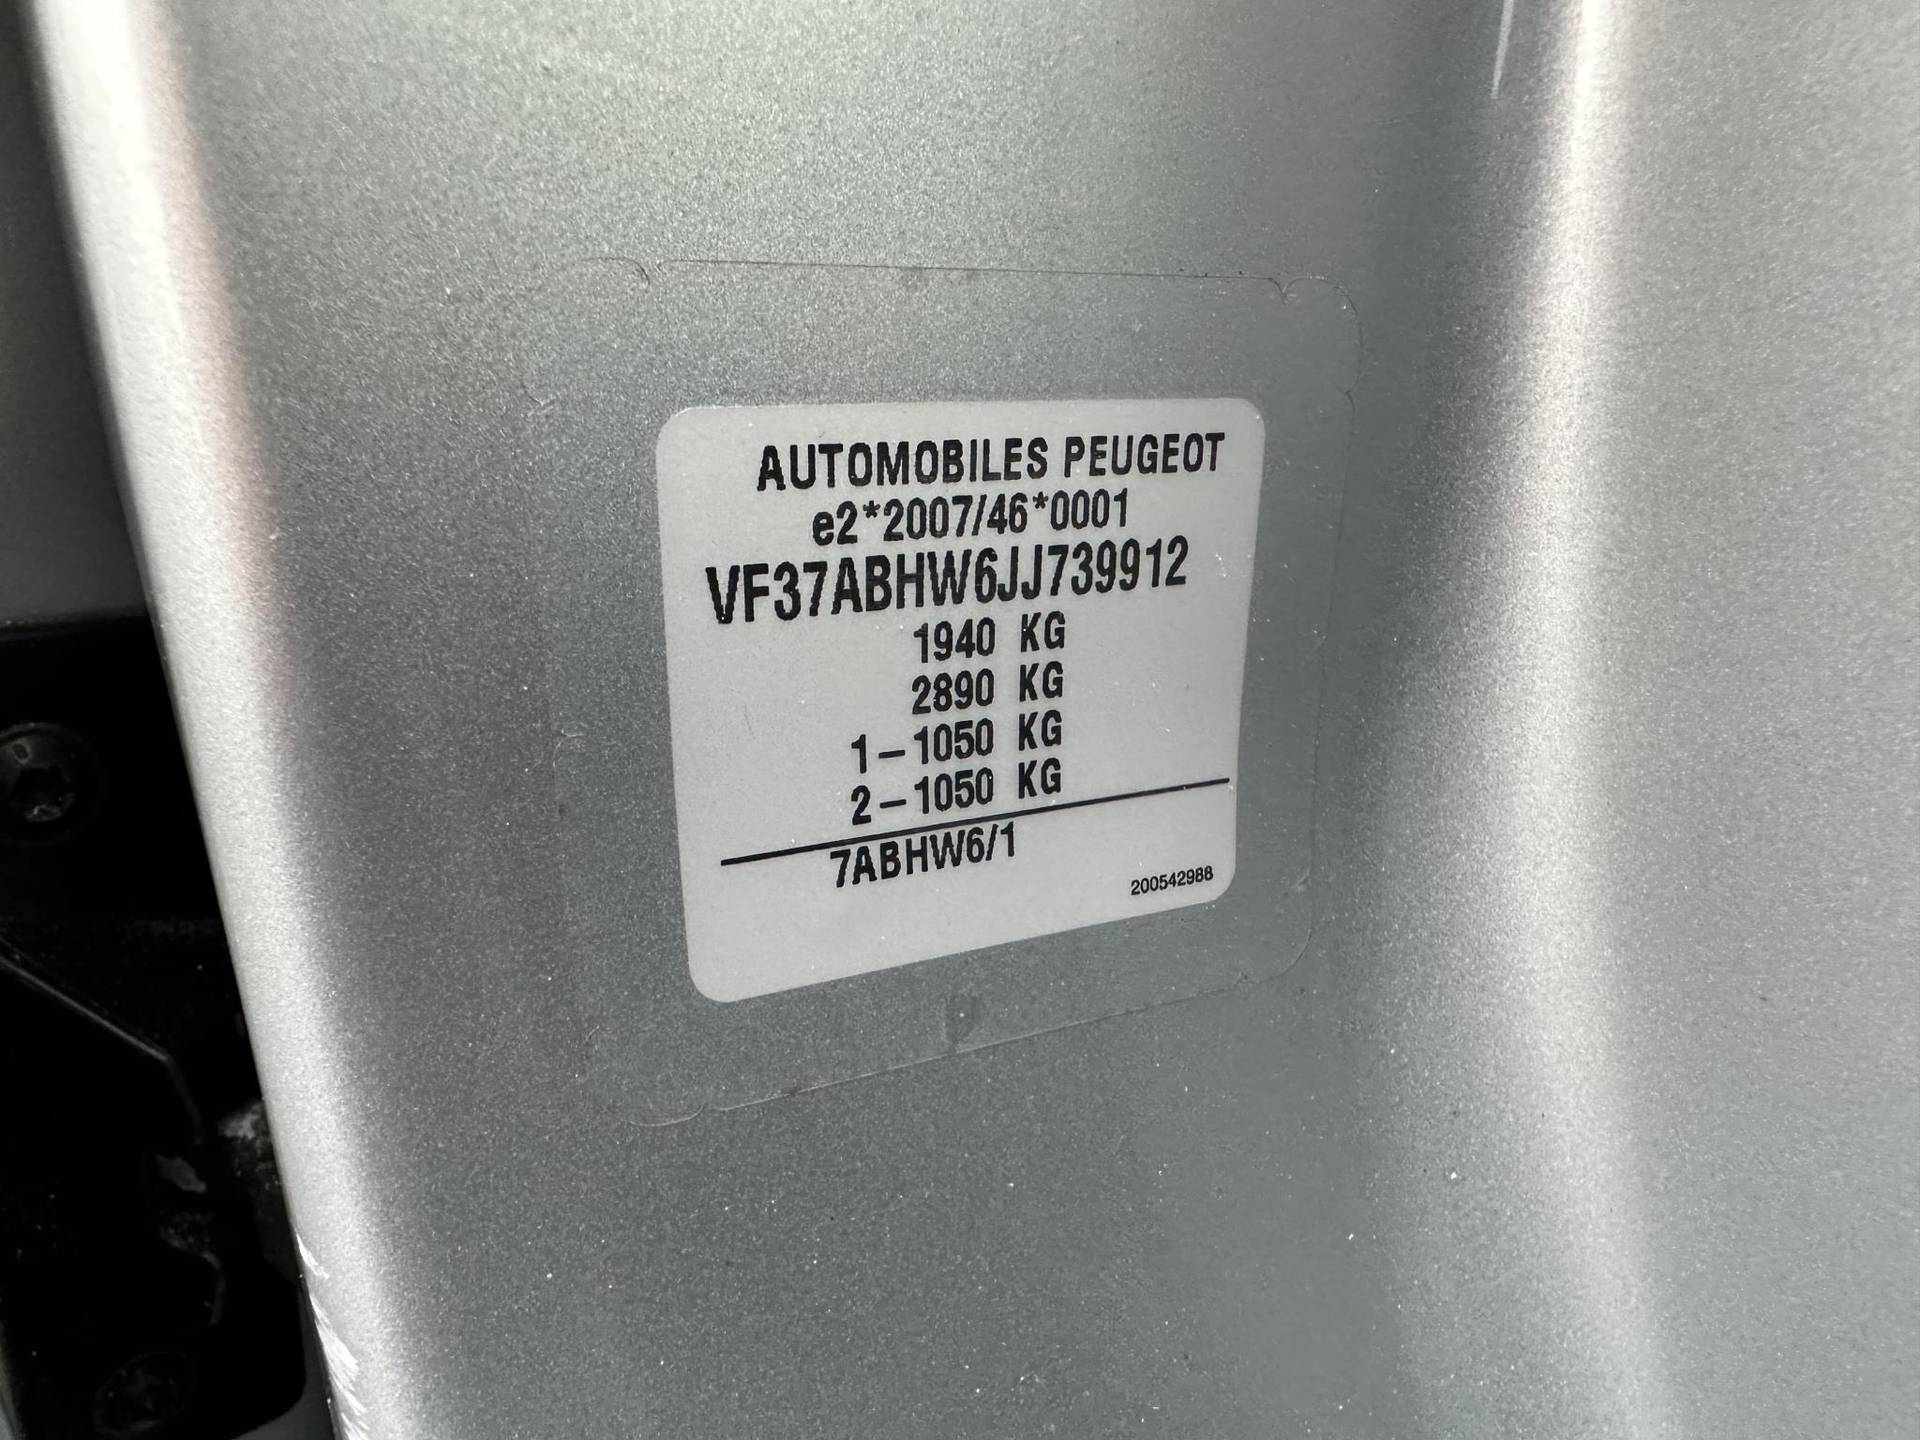 AUTOMOBILES PEUGEOT
e2*2007/46*0001
VF37ABHW6JJ739912
1940 KG
2890 KG
1-1050 KG
2-1050 KG
7ABHW6/1
200542988